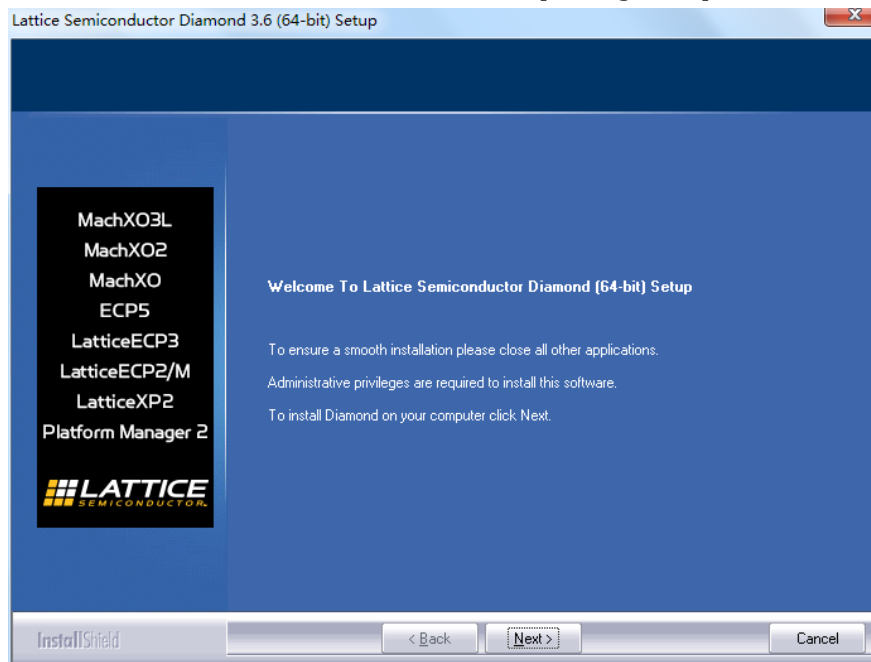 Lattice Semiconductor Diamond 3.6 (64-bit) Setup
MachXO3L
MachXO2
MachXO
ECP5
LatticeECP3
LatticeECP2/M
LatticeXP2
Platform Manager 2
LATTICE
SEMICONDUCTOR.
Welcome To Lattice Semiconductor Diamond (64-bit) Setup
To ensure a smooth installation please close all other applications.
Administrative privileges are required to install this software.
To install Diamond on your computer click Next.
InstallShield
< Back
Next >
Cancel